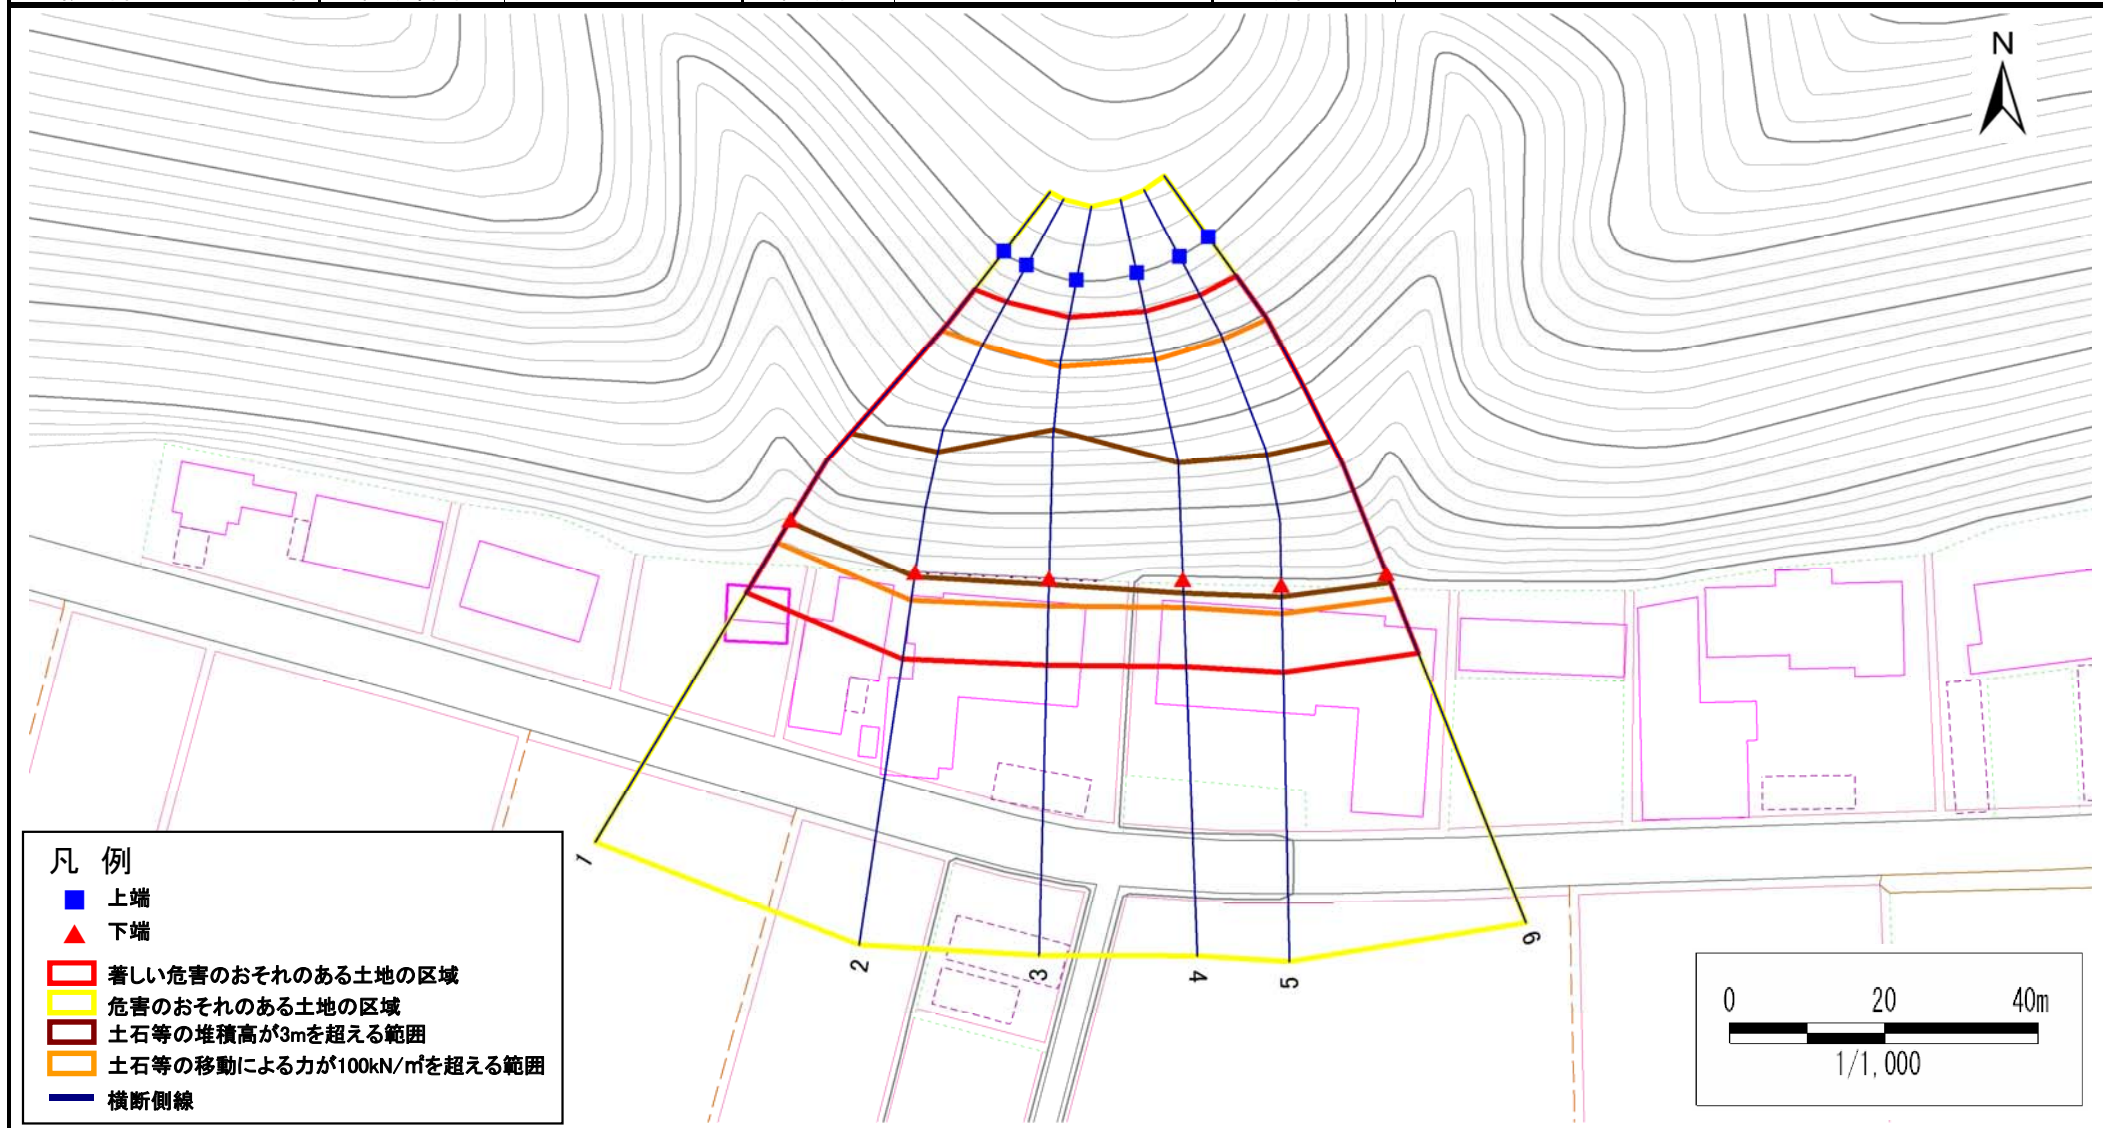 N
1
2
3
4
5
6
凡 例
上端
下端
著しい危害のおそれのある土地の区域
危害のおそれのある土地の区域
土石等の堆積高が3mを超える範囲
土石等の移動による力が100kN/㎡を超える範囲
横断側線
0 20 40m
1/1,000